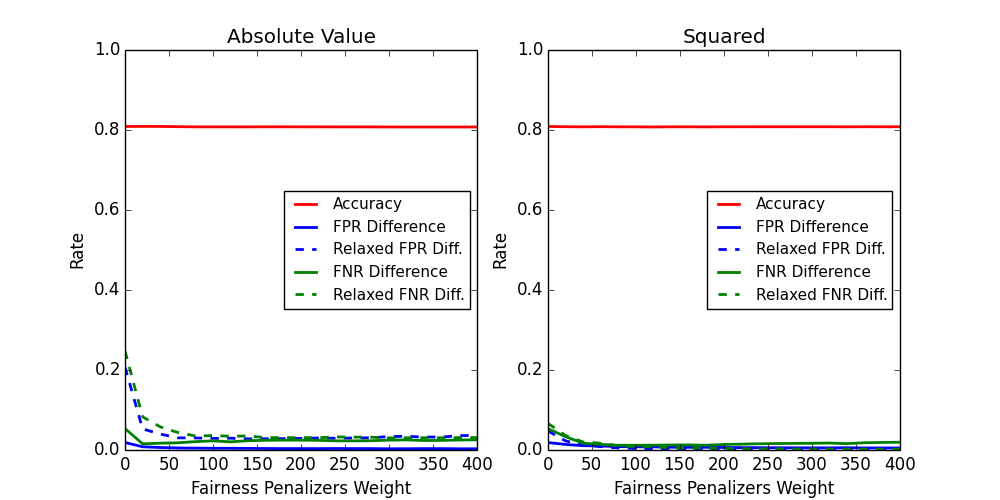 Absolute Value
1.0
0.8
0.6
0.4
0.2
0.0
Rate
0 50 100 150 200 250 300 350 400
Fairness Penalizers Weight
Accuracy
FPR Difference
Relaxed FPR Diff.
FNR Difference
Relaxed FNR Diff.
Squared
1.0
0.8
0.6
0.4
0.2
0.0
Rate
0 50 100 150 200 250 300 350 400
Fairness Penalizers Weight
Accuracy
FPR Difference
Relaxed FPR Diff.
FNR Difference
Relaxed FNR Diff.